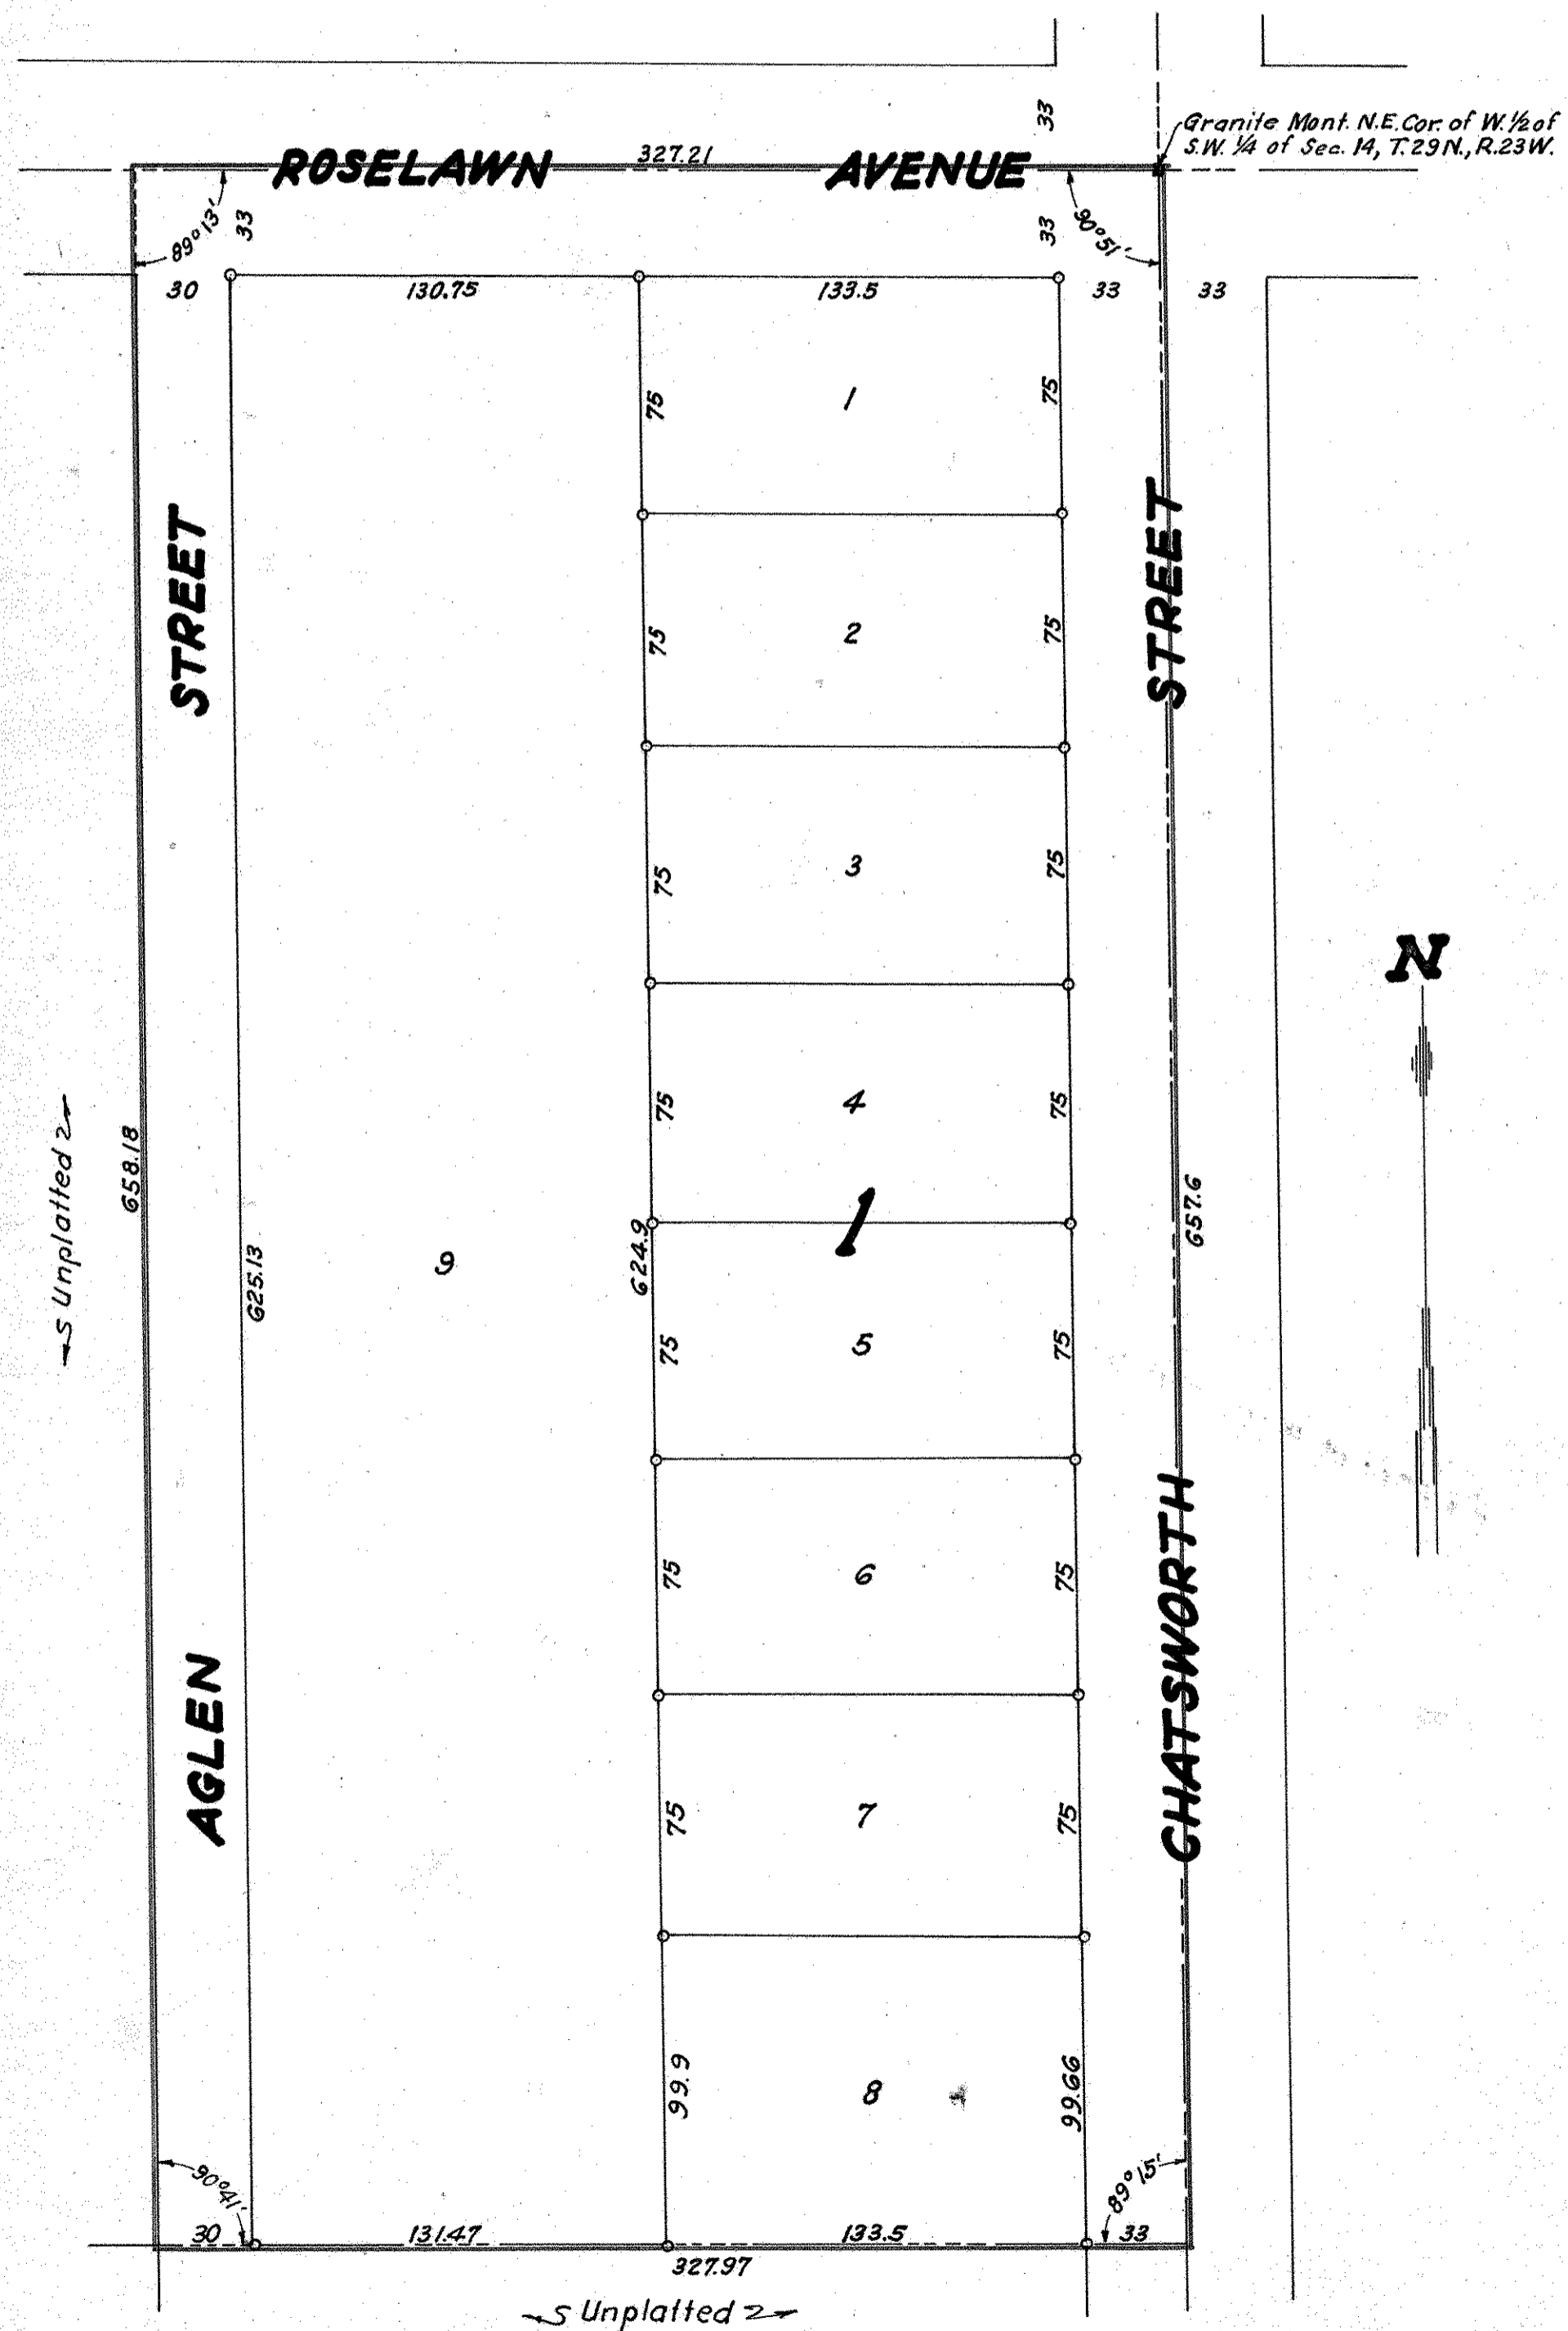 33
Granite Mont. N.E. Cor. of W. 1/2 of
S.W. 1/4 of Sec. 14, T. 29 N., R. 23 W.
ROSELAWN 327.21 AVENUE
89° 13' 33 33 90° 51'
30 130.75 133.5 33 33
75 1 75
STREET STREET
75 2 75
75 3 75
N
75 4 75
Unplatted 658.18 625.13 9 624.9 1 657.6
75 5 75
75 6 75
AGLEN CHATSWORTH
75 7 75
99.9 8 99.66
90° 41' 89° 15'
30 131.47 133.5 33
327.97
Unplatted